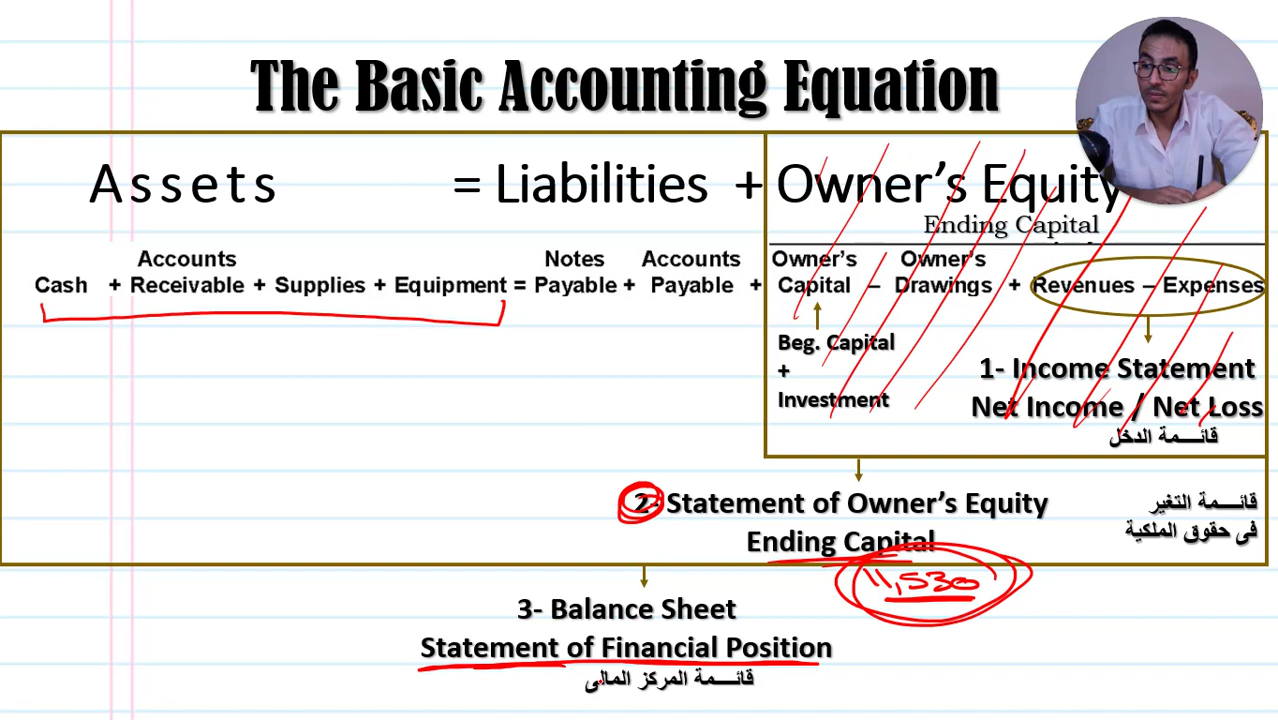 The Basic Accounting Equation
Assets = Liabilities + Owner's Equity
Ending Capital
Cash + Accounts Receivable + Supplies + Equipment = Notes Payable + Accounts Payable + Owner's Capital – Owner's Drawings + Revenues – Expenses
Beg. Capital
+
Investment
1- Income Statement
Net Income / Net Loss
قائـــمة الدخل
2- Statement of Owner's Equity
Ending Capital
قائـــمة التغير
فى حقوق الملكية
11,530
3- Balance Sheet
Statement of Financial Position
قائـــمة المركز المالى